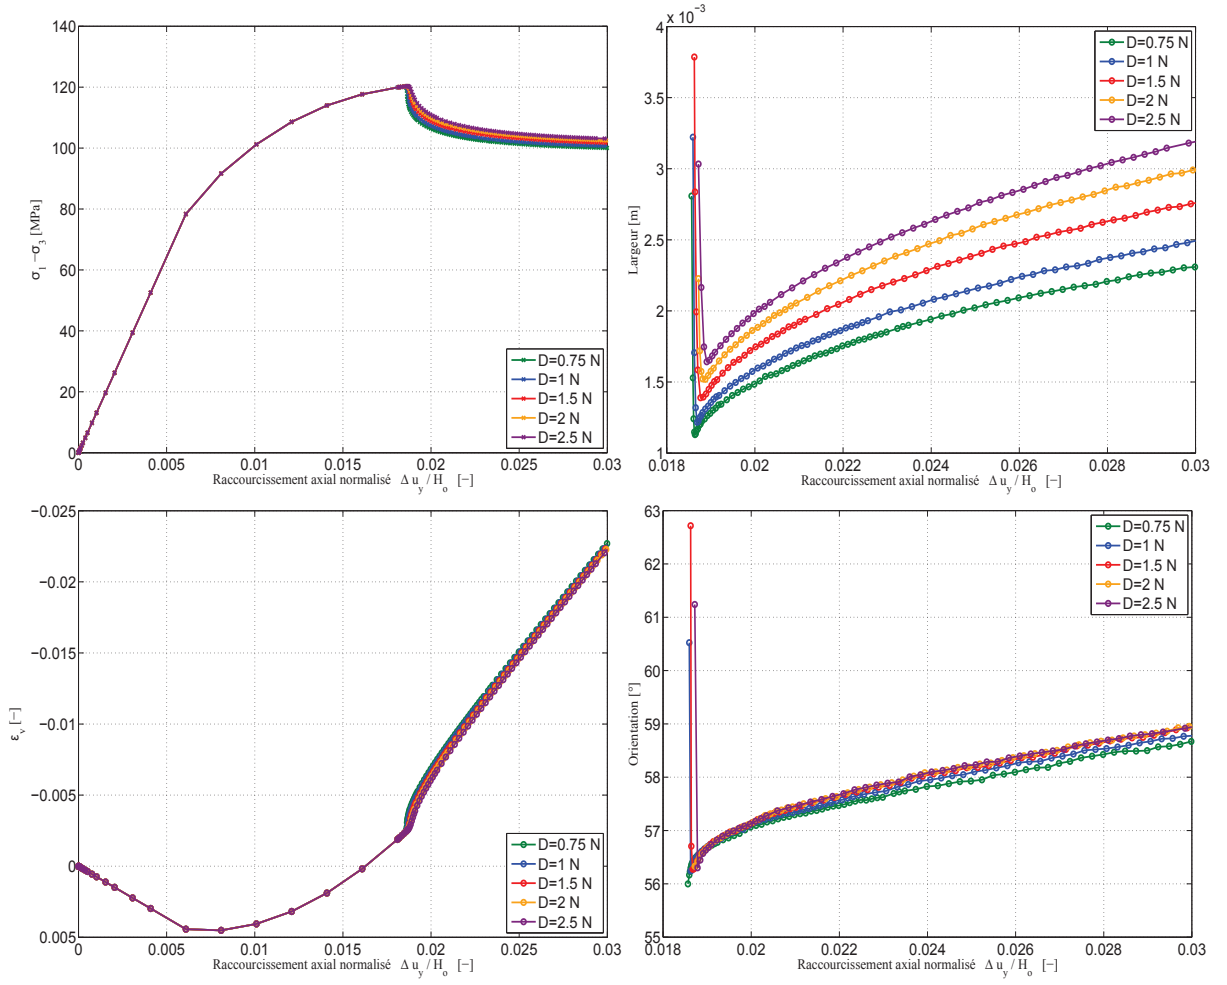 140
120
100
80
60
40
20
0
σ1 −σ3 [MPa]
D=0.75 N
D=1 N
D=1.5 N
D=2 N
D=2.5 N
0 0.005 0.01 0.015 0.02 0.025 0.03
Raccourcissement axial normalisé Δ uy / Ho [−]
x 10−3
4
3.5
3
2.5
2
1.5
1
Largeur [m]
D=0.75 N
D=1 N
D=1.5 N
D=2 N
D=2.5 N
0.018 0.02 0.022 0.024 0.026 0.028 0.03
Raccourcissement axial normalisé Δ uy / Ho [−]
−0.025
−0.02
−0.015
−0.01
−0.005
0
0.005
εv [−]
D=0.75 N
D=1 N
D=1.5 N
D=2 N
D=2.5 N
0 0.005 0.01 0.015 0.02 0.025 0.03
Raccourcissement axial normalisé Δ uy / Ho [−]
63
62
61
60
59
58
57
56
55
Orientation [°]
D=0.75 N
D=1 N
D=1.5 N
D=2 N
D=2.5 N
0.018 0.02 0.022 0.024 0.026 0.028 0.03
Raccourcissement axial normalisé Δ uy / Ho [−]